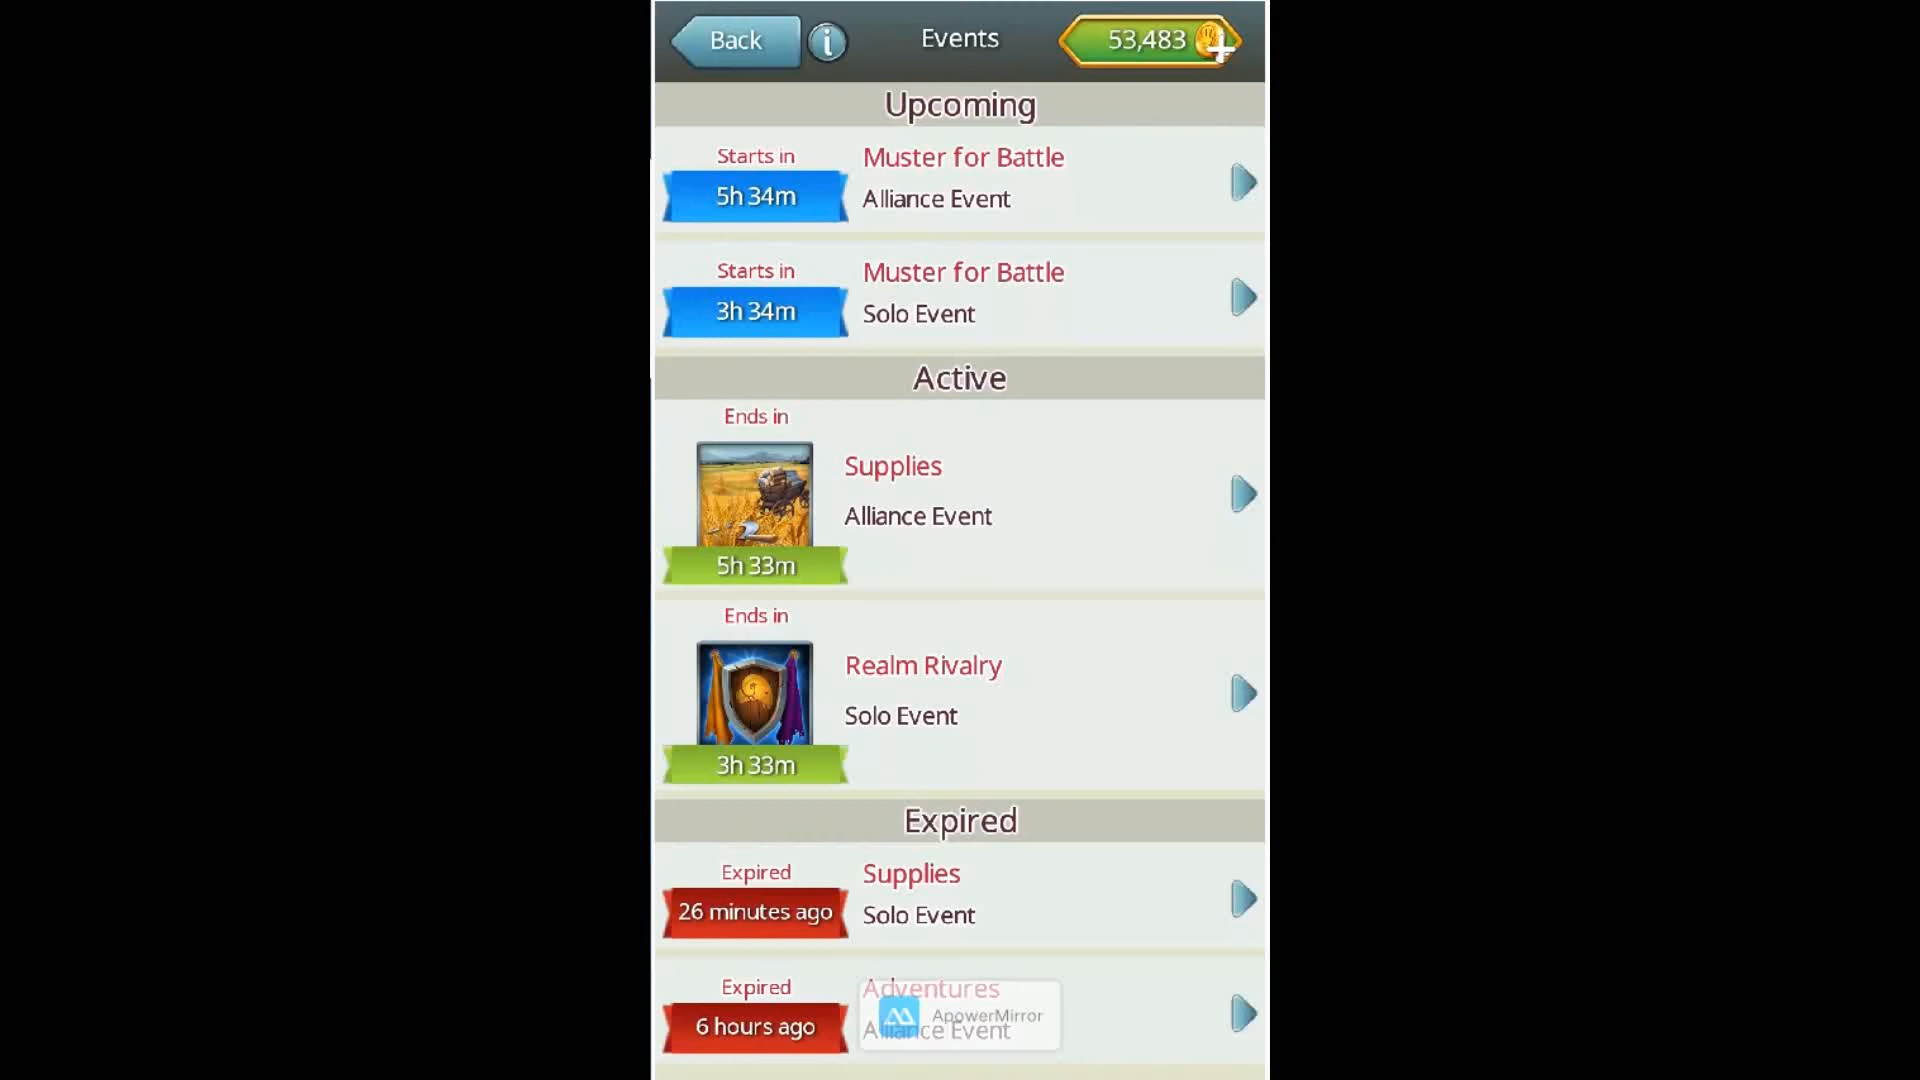 Back
i
Events
53,483
Upcoming
Starts in
5h 34m
Muster for Battle
Alliance Event
Starts in
3h 34m
Muster for Battle
Solo Event
Active
Ends in
5h 33m
Supplies
Alliance Event
Ends in
3h 33m
Realm Rivalry
Solo Event
Expired
Expired
26 minutes ago
Supplies
Solo Event
Expired
6 hours ago
Adventures
Alliance Event
ApowerMirror